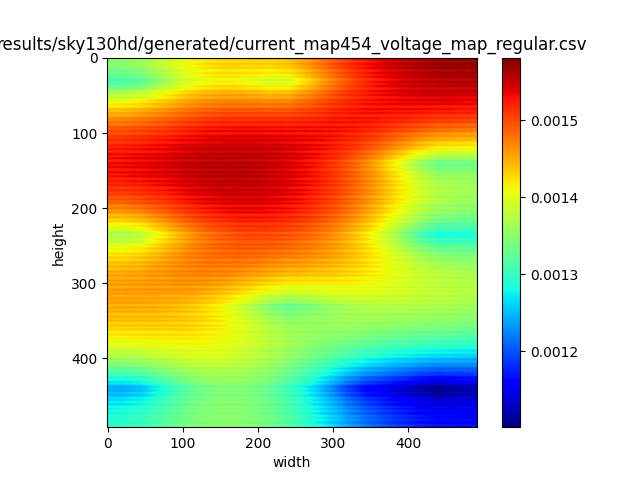 results/sky130hd/generated/current_map454_voltage_map_regular.csv
0
100
200
300
400
height
0 100 200 300 400
width
0.0015
0.0014
0.0013
0.0012